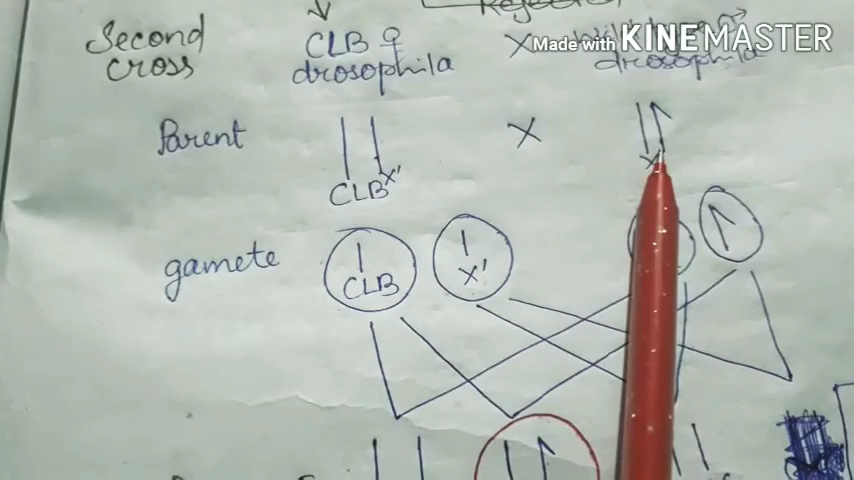 Second CLB ♀ X Made with KINEMASTER
cross drosophila drosophila
Parent X
CLB X'
gamete
CLB X'